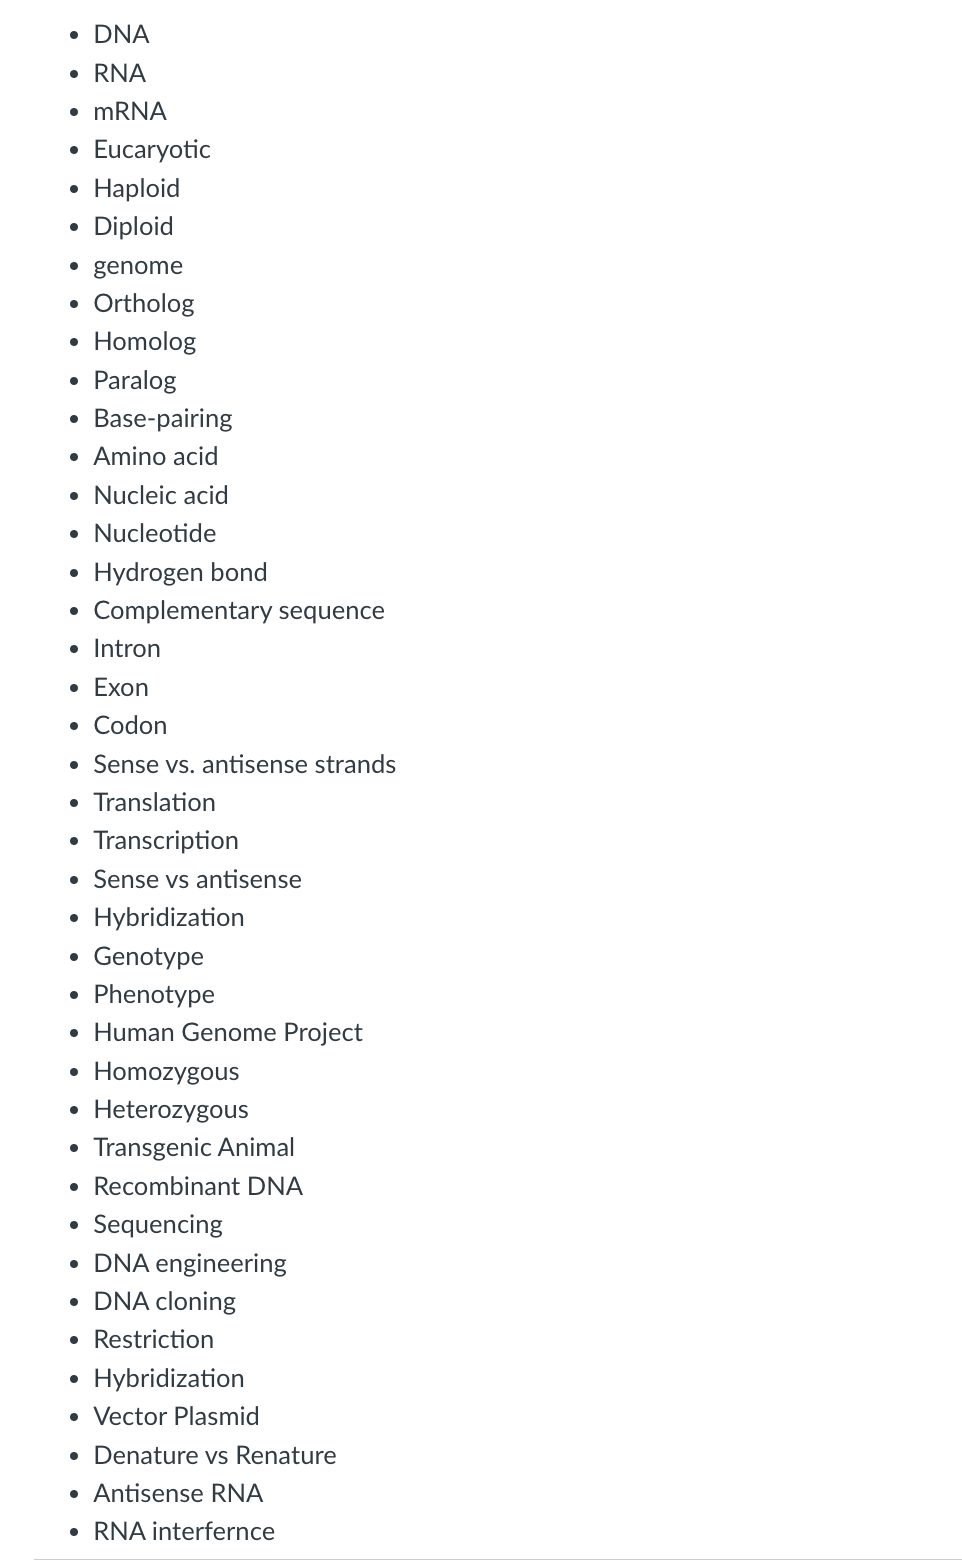 • DNA
• RNA
• mRNA
• Eucaryotic
• Haploid
• Diploid
• genome
• Ortholog
• Homolog
• Paralog
• Base-pairing
• Amino acid
• Nucleic acid
• Nucleotide
• Hydrogen bond
• Complementary sequence
• Intron
• Exon
• Codon
• Sense vs. antisense strands
• Translation
• Transcription
• Sense vs antisense
• Hybridization
• Genotype
• Phenotype
• Human Genome Project
• Homozygous
• Heterozygous
• Transgenic Animal
• Recombinant DNA
• Sequencing
• DNA engineering
• DNA cloning
• Restriction
• Hybridization
• Vector Plasmid
• Denature vs Renature
• Antisense RNA
• RNA interfernce